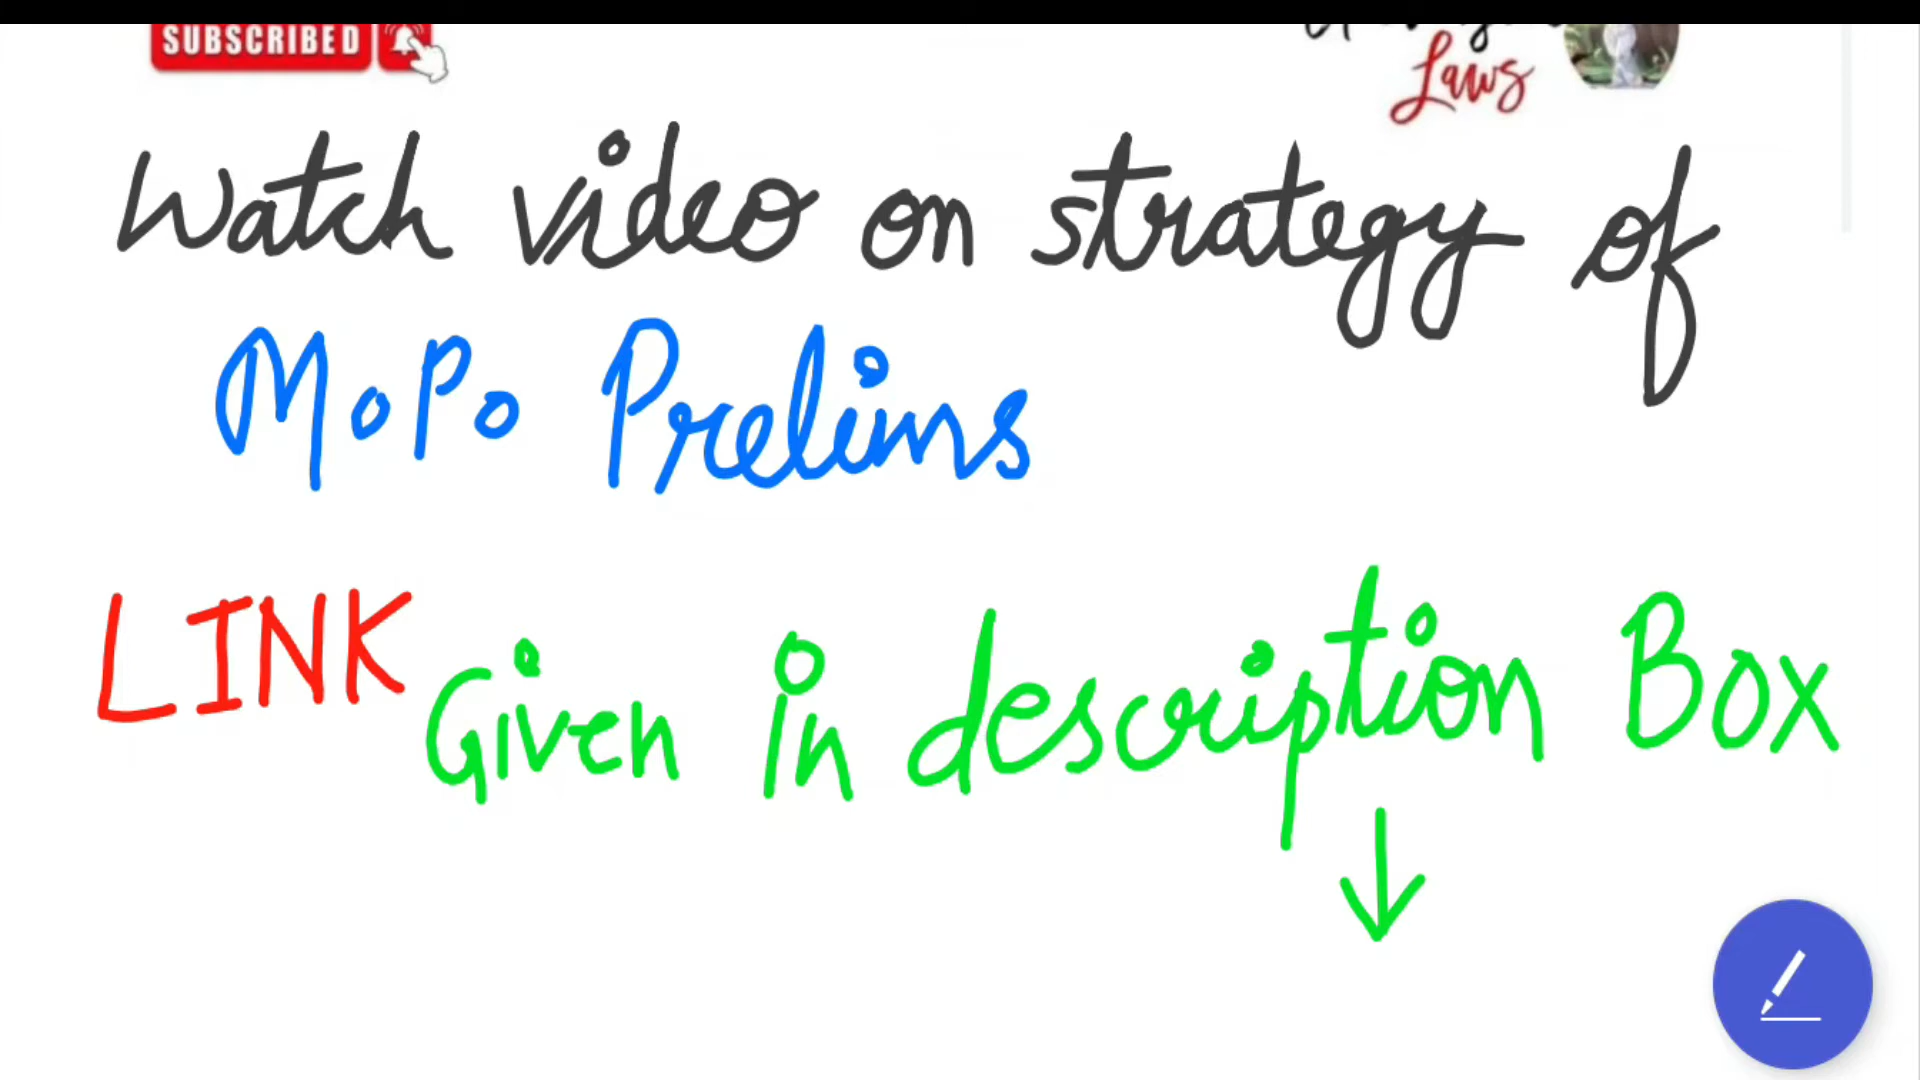 SUBSCRIBED
Laws
Watch video on strategy of
MoPo Prelims
LINK Given in description Box